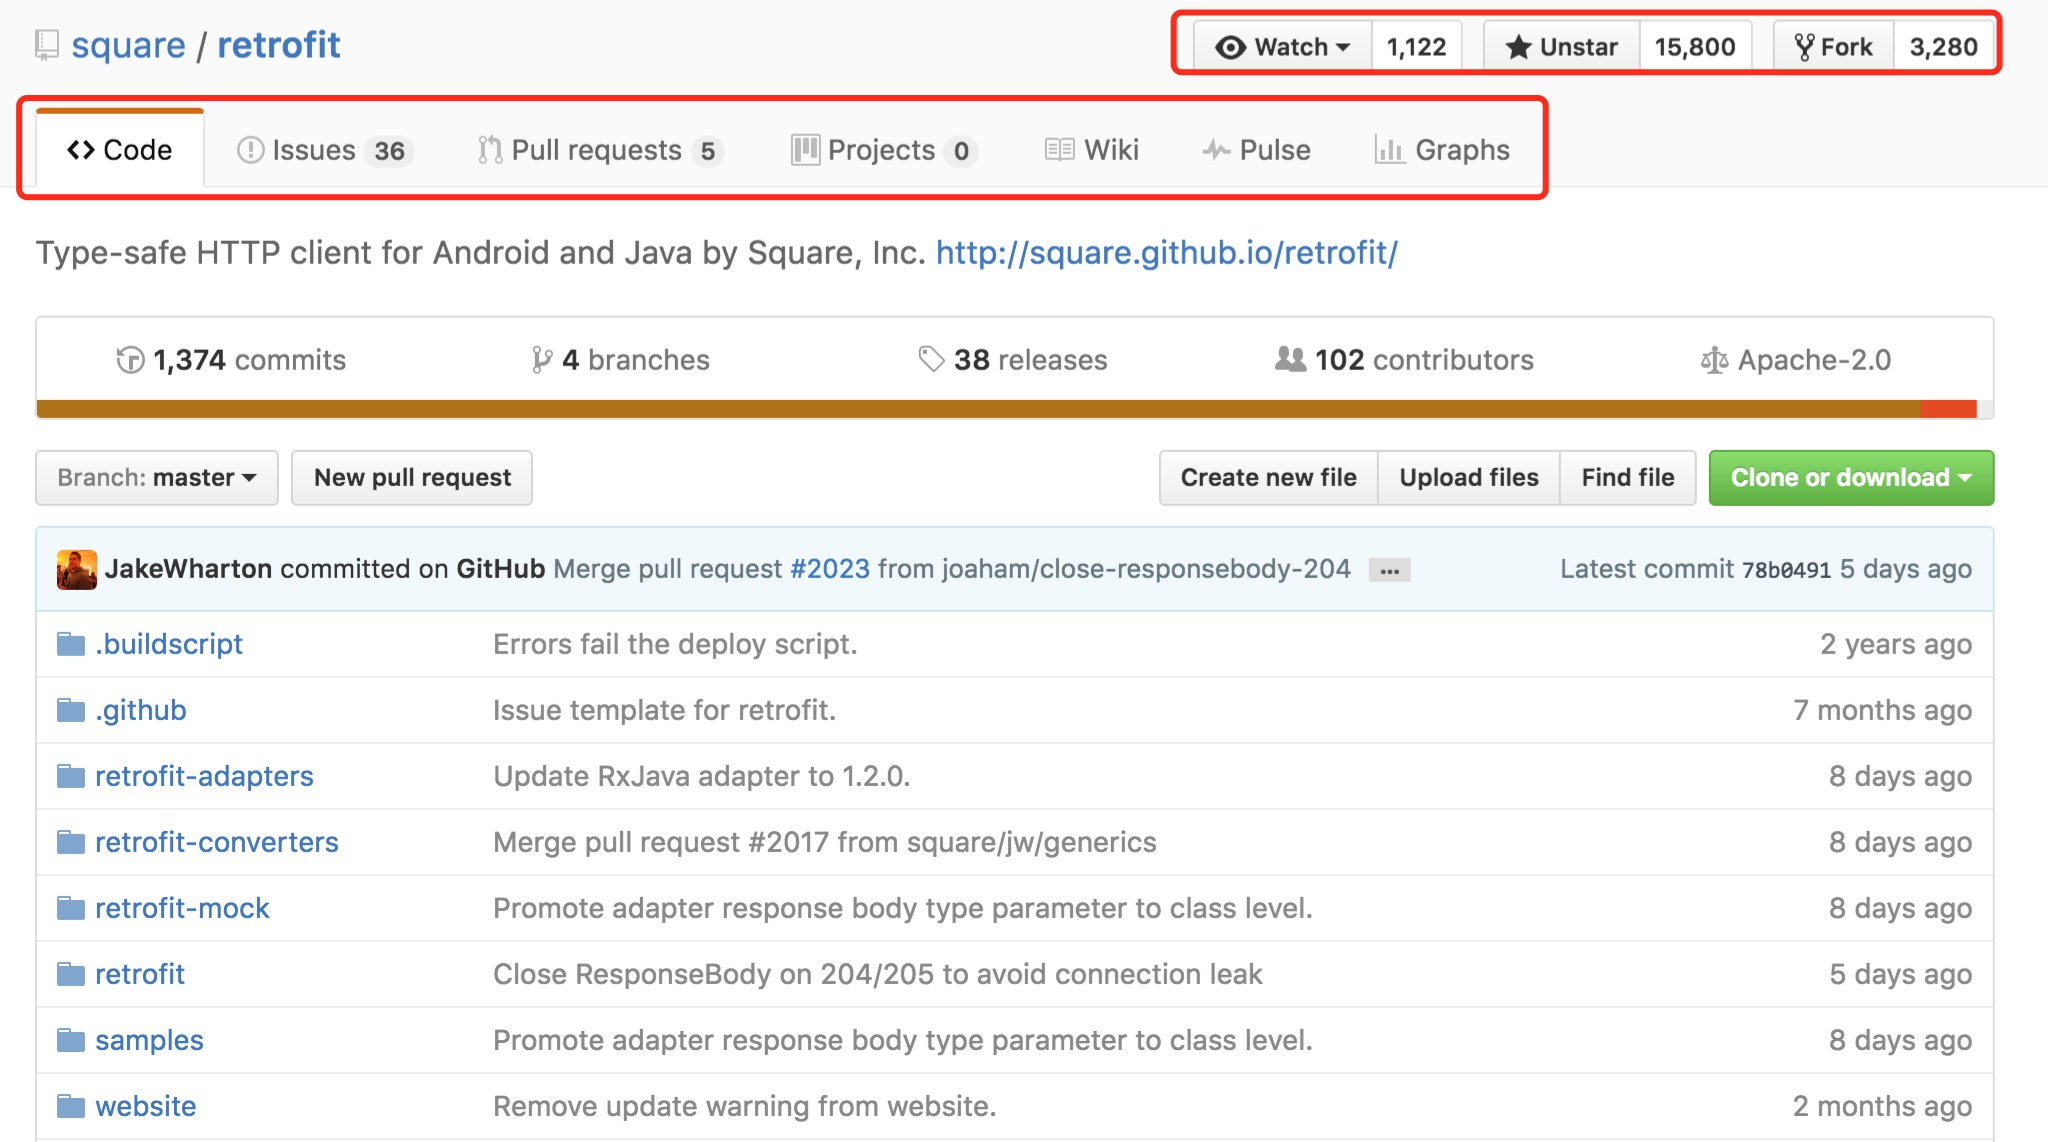 square / retrofit
Watch 1,122 Unstar 15,800 Fork 3,280
Code Issues 36 Pull requests 5 Projects 0 Wiki Pulse Graphs
Type-safe HTTP client for Android and Java by Square, Inc. http://square.github.io/retrofit/
1,374 commits 4 branches 38 releases 102 contributors Apache-2.0
Branch: master New pull request Create new file Upload files Find file Clone or download
JakeWharton committed on GitHub Merge pull request #2023 from joaham/close-responsebody-204 ... Latest commit 78b0491 5 days ago
.buildscript Errors fail the deploy script. 2 years ago
.github Issue template for retrofit. 7 months ago
retrofit-adapters Update RxJava adapter to 1.2.0. 8 days ago
retrofit-converters Merge pull request #2017 from square/jw/generics 8 days ago
retrofit-mock Promote adapter response body type parameter to class level. 8 days ago
retrofit Close ResponseBody on 204/205 to avoid connection leak 5 days ago
samples Promote adapter response body type parameter to class level. 8 days ago
website Remove update warning from website. 2 months ago